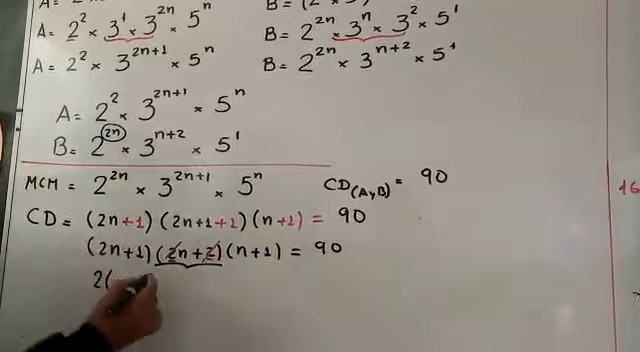 A = 2² × 3¹ × 3²ⁿ × 5ⁿ
B = 2²ⁿ × 3ⁿ × 3² × 5¹
A = 2² × 3²ⁿ⁺¹ × 5ⁿ
B = 2²ⁿ × 3ⁿ⁺² × 5¹
A = 2² × 3²ⁿ⁺¹ × 5ⁿ
B = 2²ⁿ × 3ⁿ⁺² × 5¹
MCM = 2²ⁿ × 3²ⁿ⁺¹ × 5ⁿ
CD(A y B) = 90
CD = (2n+1) (2n+1+1) (n+1) = 90
(2n+1) (2n+2) (n+1) = 90
2(
16